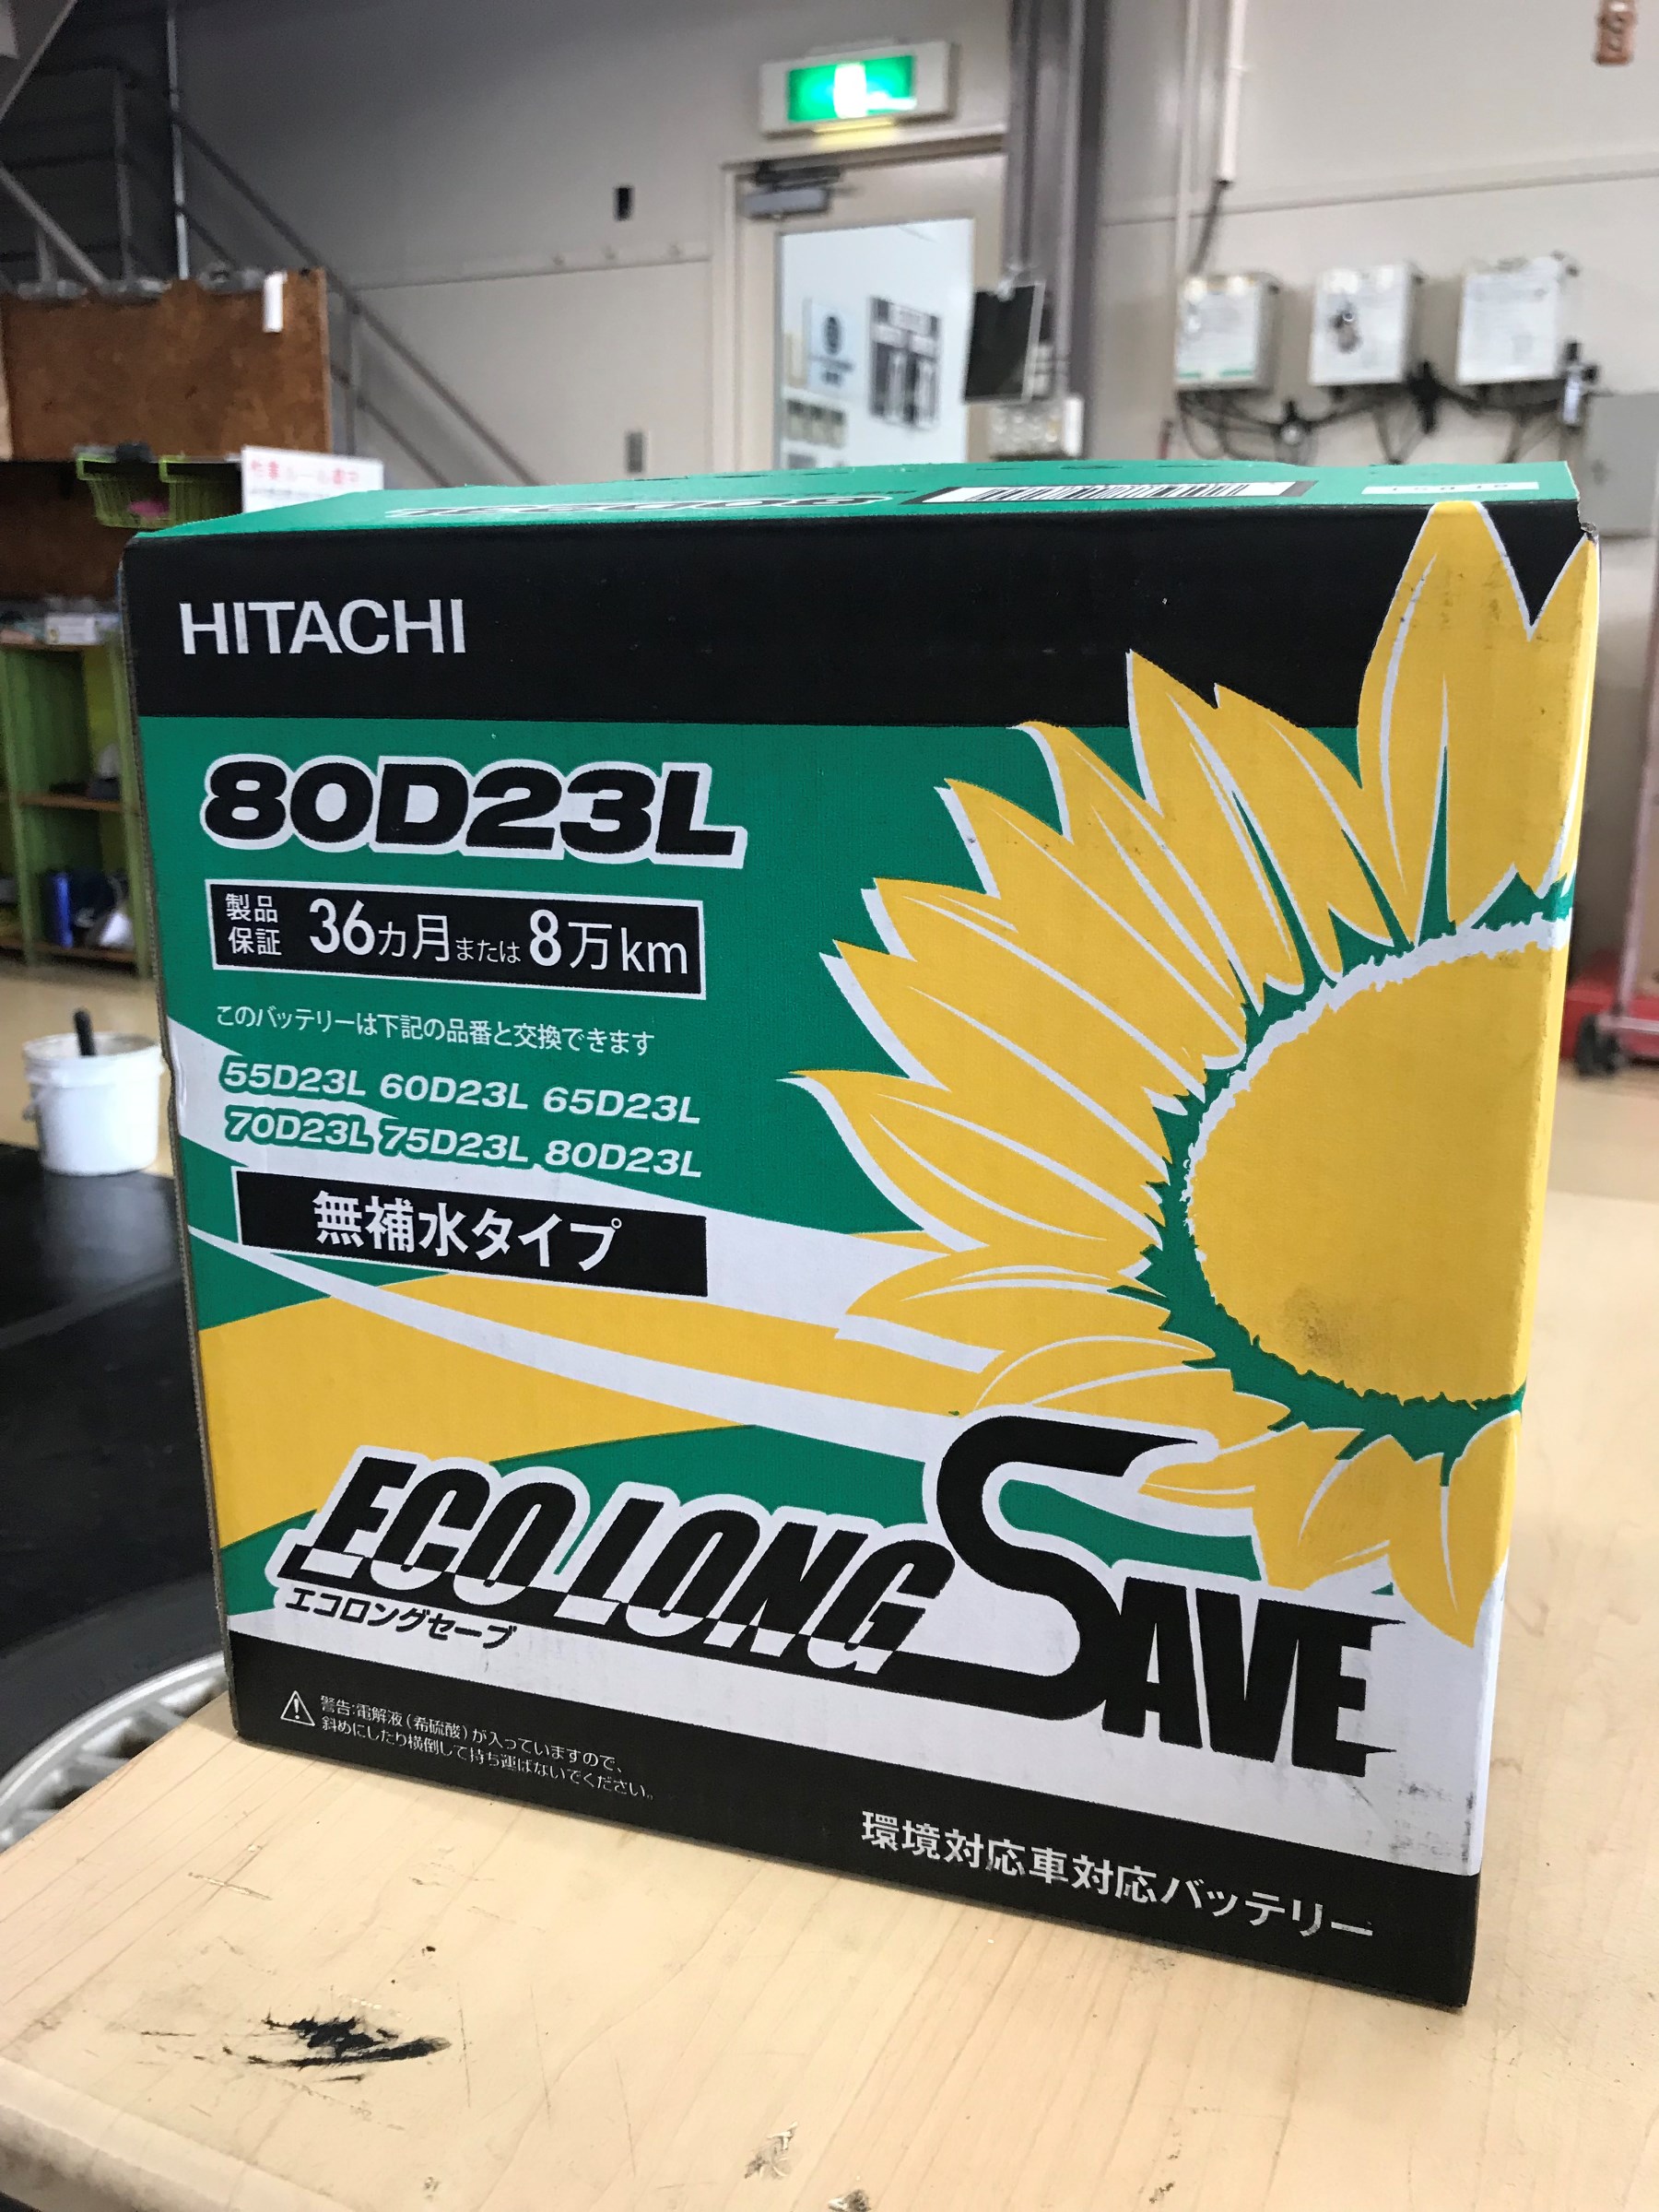 80D23L
HITACHI
80D23L
製品保証 36カ月または8万km
このバッテリーは下記の品番と交換できます
55D23L 60D23L 65D23L
70D23L 75D23L 80D23L
無補水タイプ
ECO LONG SAVE
エコロングセーブ
警告:電解液(希硫酸)が入っていますので、
斜めにしたり横倒しして持ち運ばないでください。
環境対応車対応バッテリー